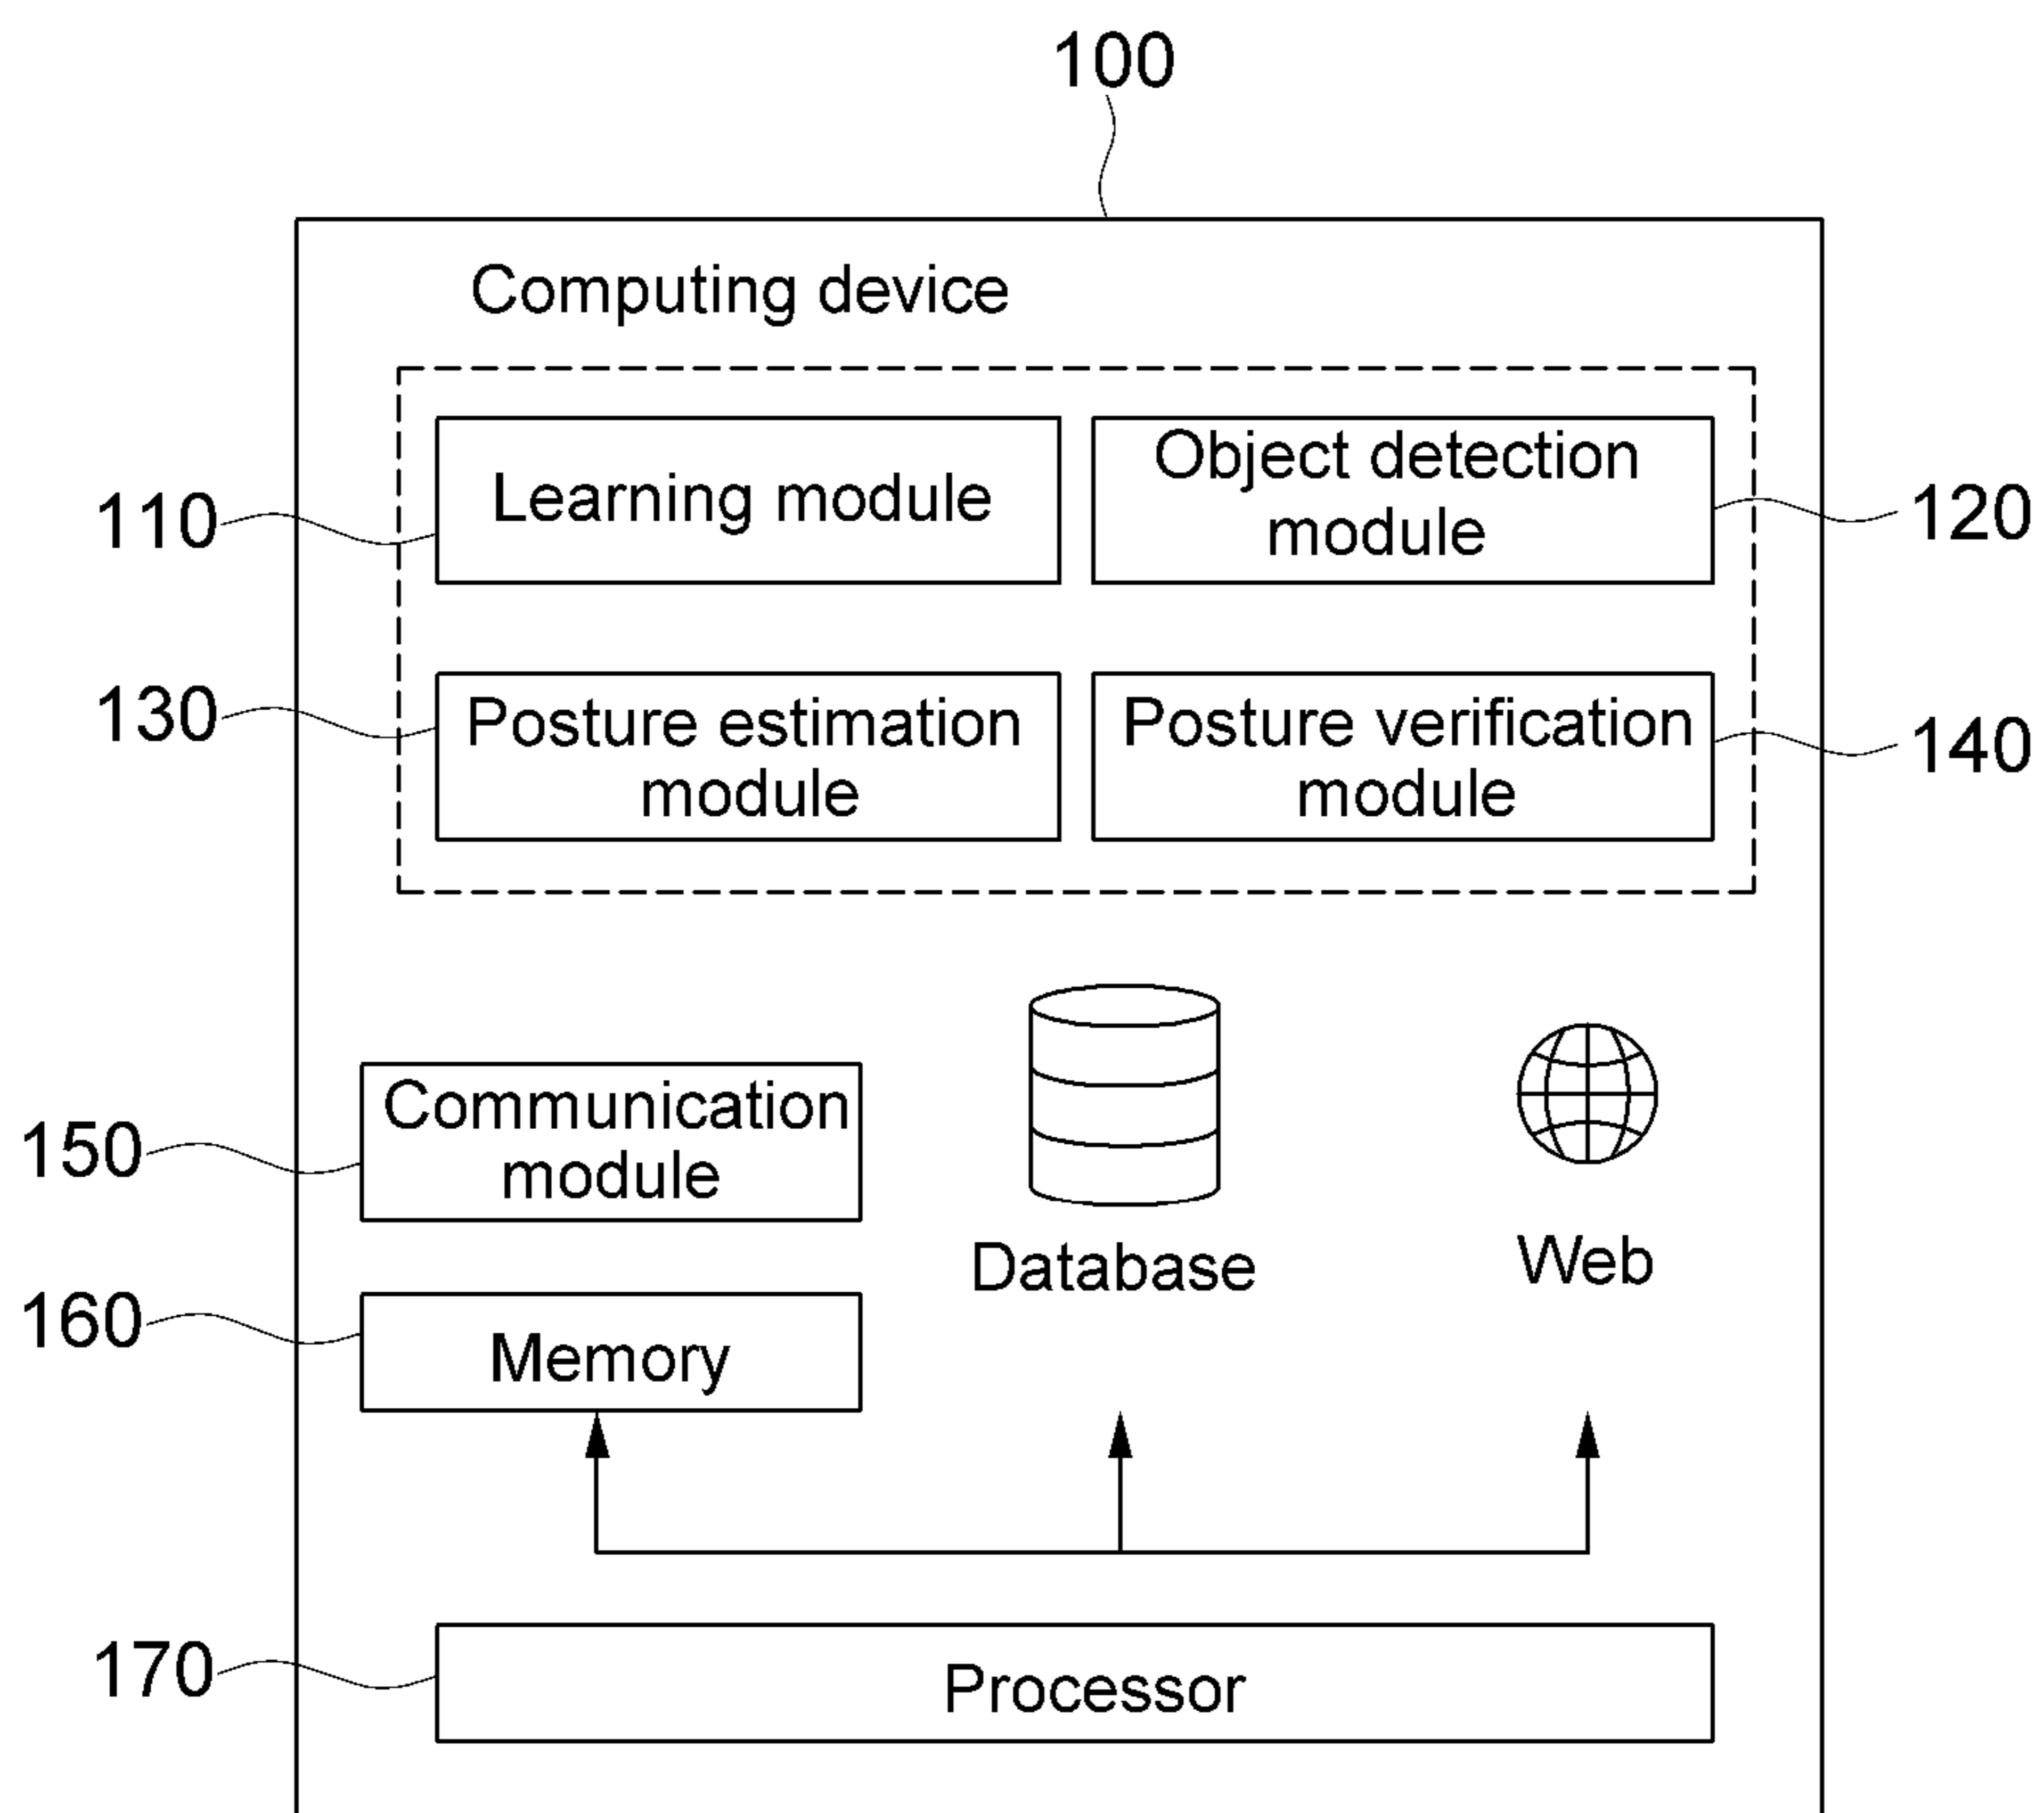 100
Computing device
110
Learning module
Object detection
module
120
130
Posture estimation
module
Posture verification
module
140
150
Communication
module
Database
Web
160
Memory
170
Processor